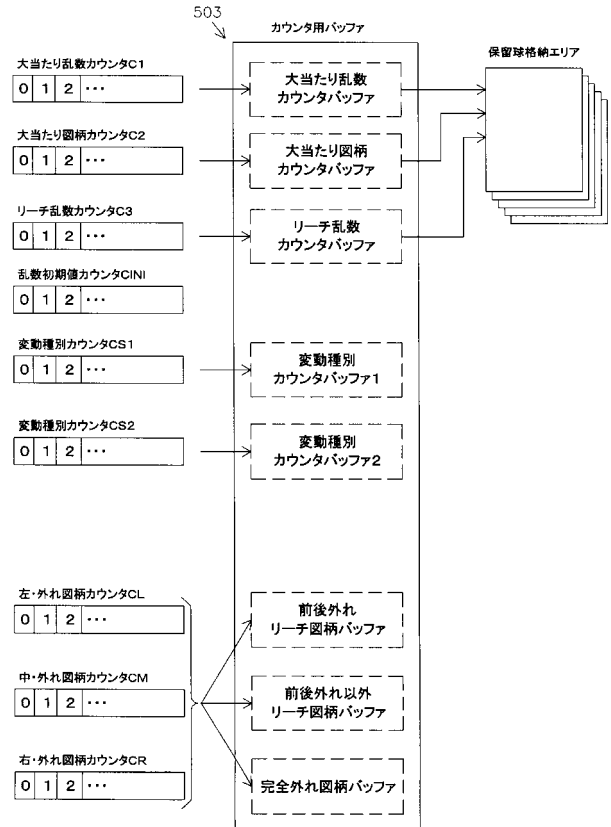 503
カウンタ用バッファ
保留球格納エリア
大当たり乱数カウンタC1
0 1 2 ･･･
大当たり乱数
カウンタバッファ
大当たり図柄カウンタC2
0 1 2 ･･･
大当たり図柄
カウンタバッファ
リーチ乱数カウンタC3
0 1 2 ･･･
リーチ乱数
カウンタバッファ
乱数初期値カウンタCINI
0 1 2 ･･･
変動種別カウンタCS1
0 1 2 ･･･
変動種別
カウンタバッファ1
変動種別カウンタCS2
0 1 2 ･･･
変動種別
カウンタバッファ2
左･外れ図柄カウンタCL
0 1 2 ･･･
前後外れ
リーチ図柄バッファ
中･外れ図柄カウンタCM
0 1 2 ･･･
前後外れ以外
リーチ図柄バッファ
右･外れ図柄カウンタCR
0 1 2 ･･･
完全外れ図柄バッファ